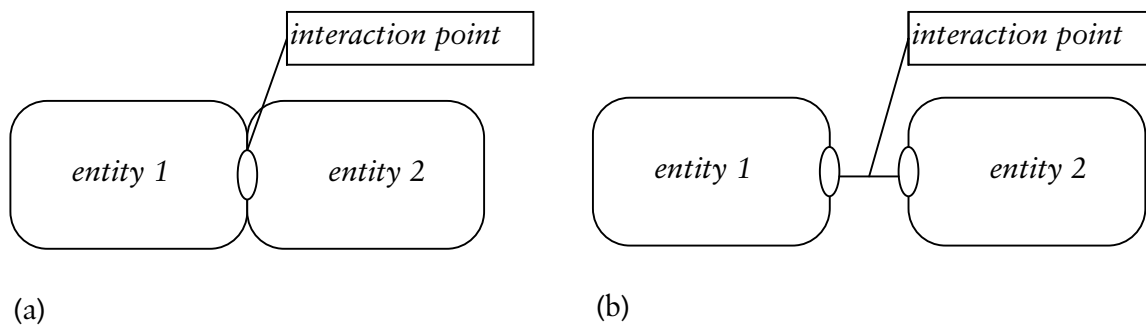 interaction point
entity 1
entity 2
(a)
interaction point
entity 1
entity 2
(b)